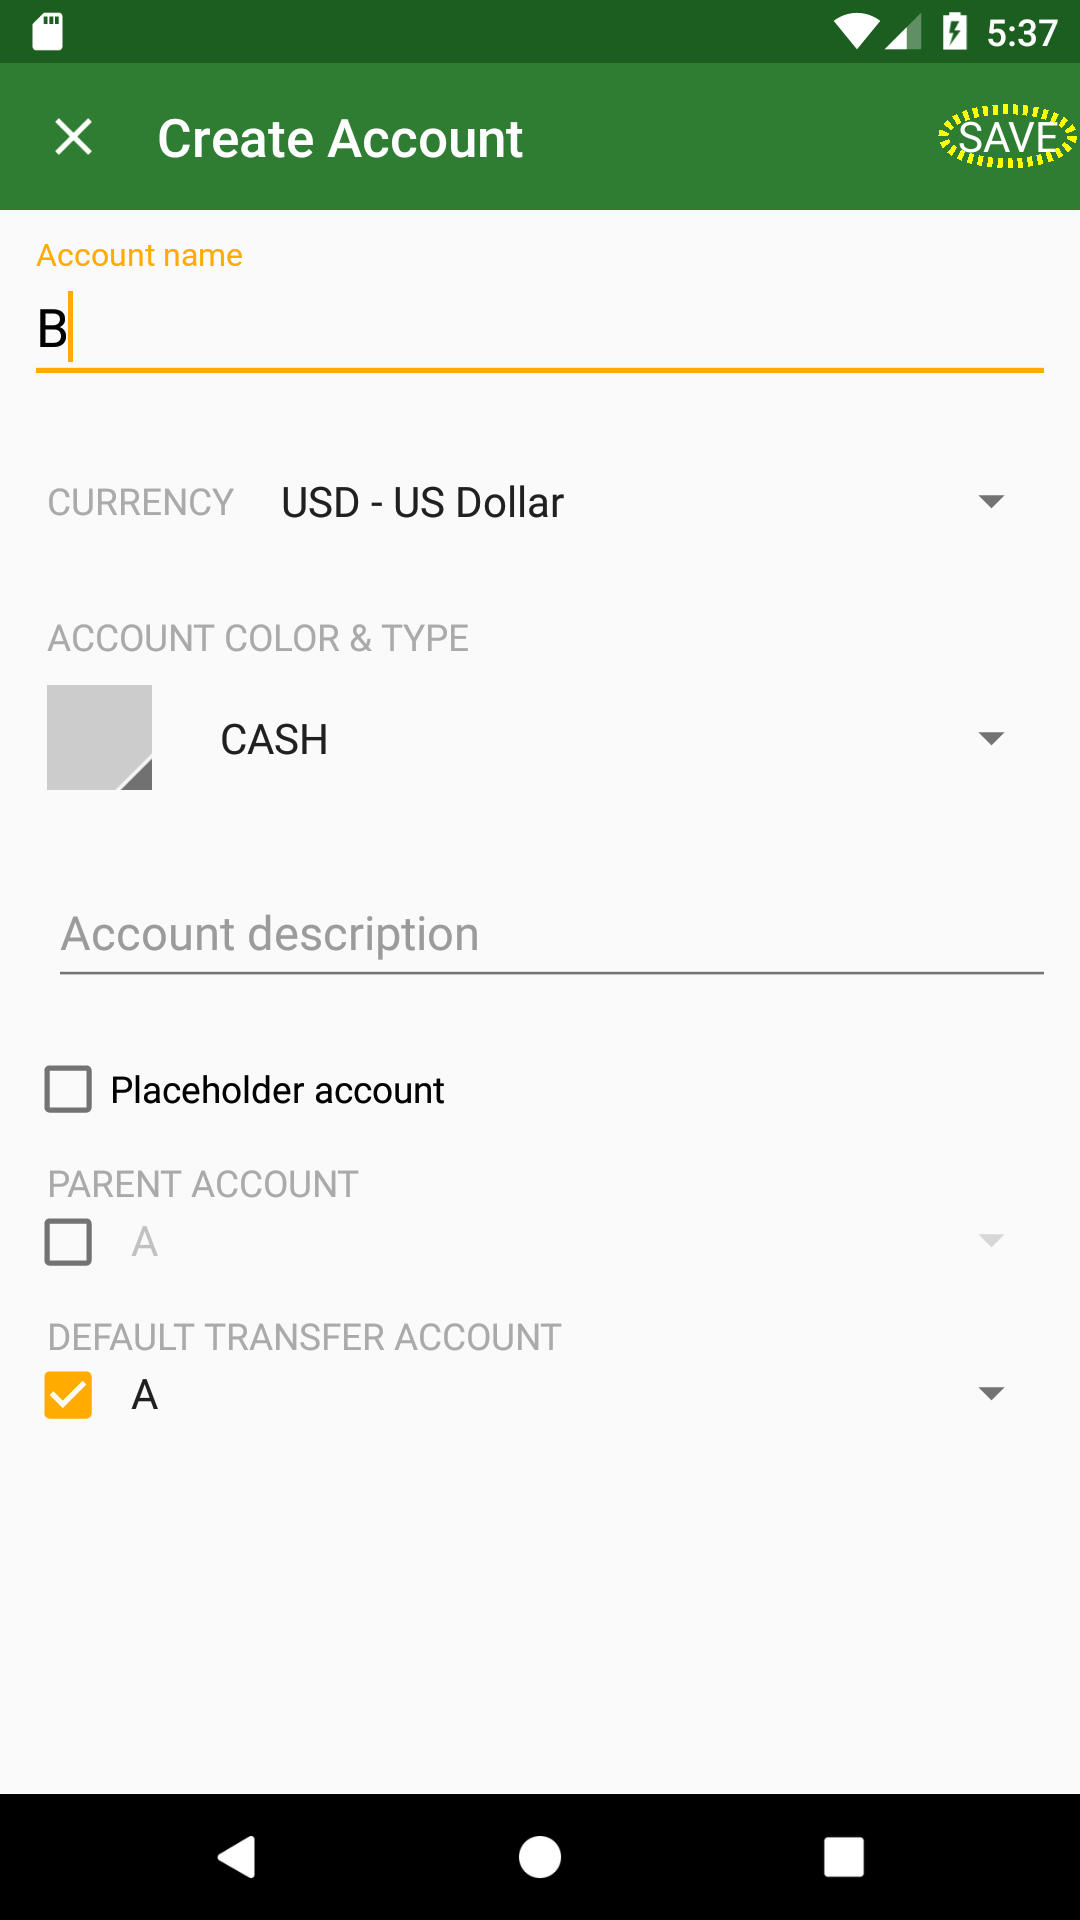 5:37
Create Account
SAVE
Account name
B
CURRENCY USD - US Dollar
ACCOUNT COLOR & TYPE
CASH
Account description
Placeholder account
PARENT ACCOUNT
A
DEFAULT TRANSFER ACCOUNT
A